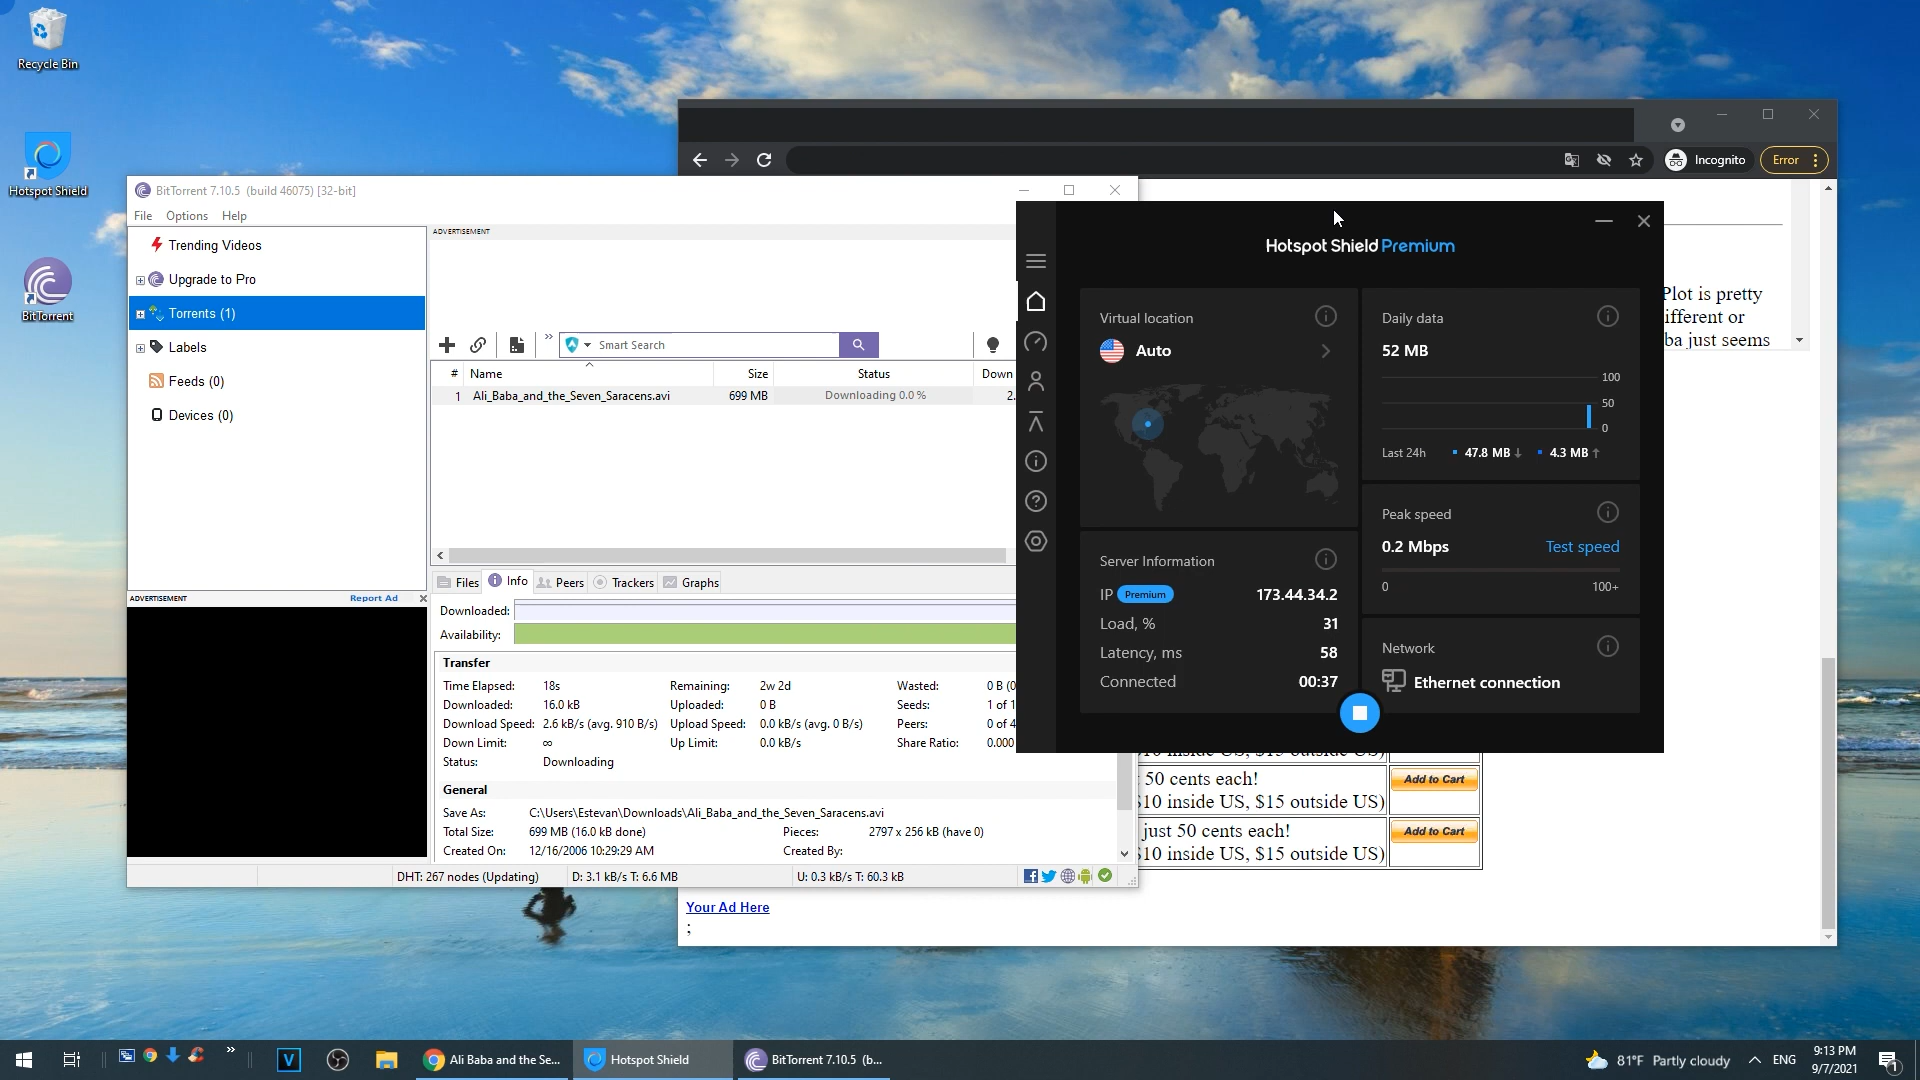 Recycle Bin
Hotspot Shield
BitTorrent
Incognito
Error
BitTorrent 7.10.5 (build 46075) [32-bit]
File Options Help
Trending Videos
Upgrade to Pro
Torrents (1)
Labels
Feeds (0)
Devices (0)
ADVERTISEMENT
Report Ad
ADVERTISEMENT
Smart Search
# Name Size Status Down
1 Ali_Baba_and_the_Seven_Saracens.avi 699 MB Downloading 0.0 % 2.
Files Info Peers Trackers Graphs
Downloaded:
Availability:
Transfer
Time Elapsed: 18s Remaining: 2w 2d Wasted: 0 B (0
Downloaded: 16.0 kB Uploaded: 0 B Seeds: 1 of 1
Download Speed: 2.6 kB/s (avg. 910 B/s) Upload Speed: 0.0 kB/s (avg. 0 B/s) Peers: 0 of 4
Down Limit: ∞ Up Limit: 0.0 kB/s Share Ratio: 0.000
Status: Downloading
General
Save As: C:\Users\Estevan\Downloads\Ali_Baba_and_the_Seven_Saracens.avi
Total Size: 699 MB (16.0 kB done) Pieces: 2797 x 256 kB (have 0)
Created On: 12/16/2006 10:29:29 AM Created By:
DHT: 267 nodes (Updating) D: 3.1 kB/s T: 6.6 MB U: 0.3 kB/s T: 60.3 kB
Hotspot Shield Premium
Virtual location
Auto
Daily data
52 MB
100
50
0
Last 24h 47.8 MB ↓ 4.3 MB ↑
Peak speed
0.2 Mbps Test speed
0 100+
Server Information
IP Premium 173.44.34.2
Load, % 31
Latency, ms 58
Connected 00:37
Network
Ethernet connection
Plot is pretty
ifferent or
ba just seems
$10 inside US, $15 outside US)
50 cents each! Add to Cart
$10 inside US, $15 outside US)
just 50 cents each! Add to Cart
$10 inside US, $15 outside US)
Your Ad Here
;
Ali Baba and the Se...
Hotspot Shield
BitTorrent 7.10.5 (b...
81°F Partly cloudy
ENG
9:13 PM
9/7/2021
1